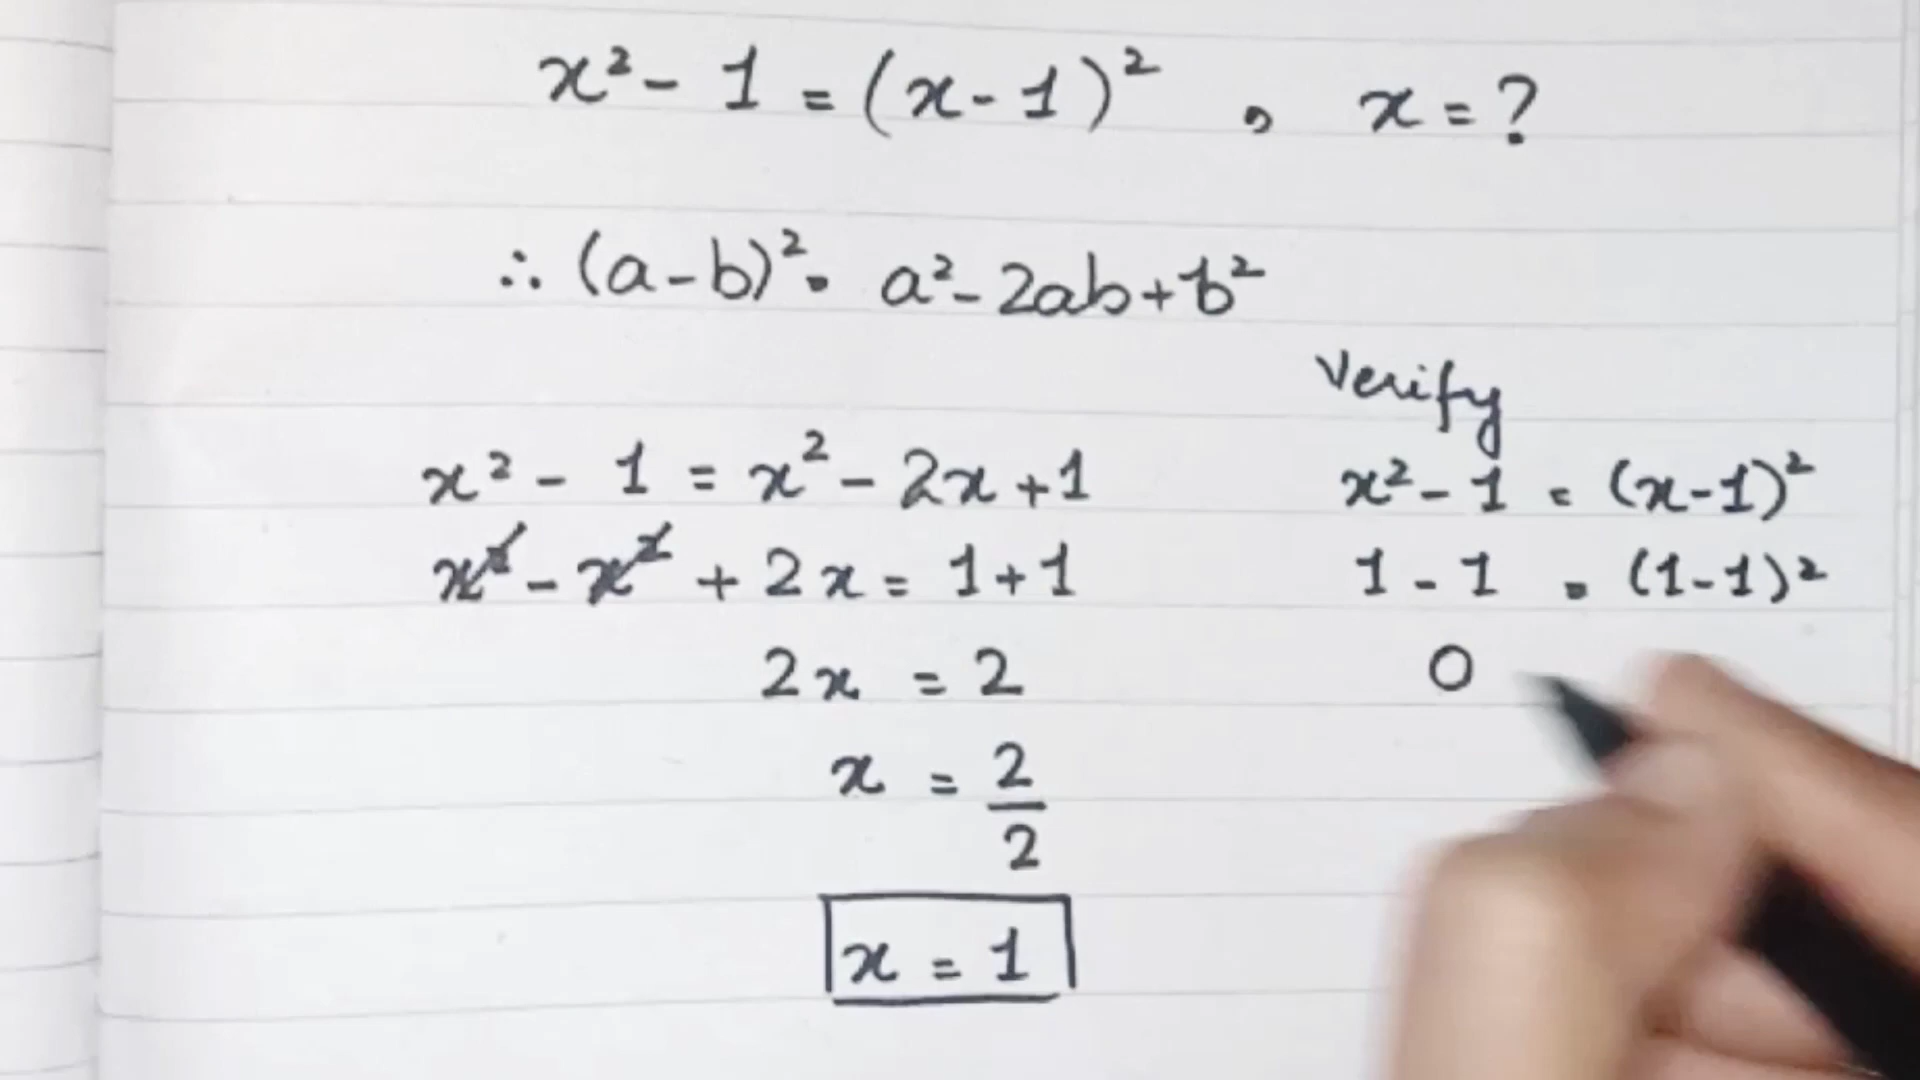 x² - 1 = (x-1)² , x = ?
∴ (a-b)² = a² - 2ab + b²
x² - 1 = x² - 2x + 1
x² - x² + 2x = 1+1
2x = 2
x = 2/2
x = 1
Verify
x² - 1 = (x-1)²
1 - 1 = (1-1)²
0